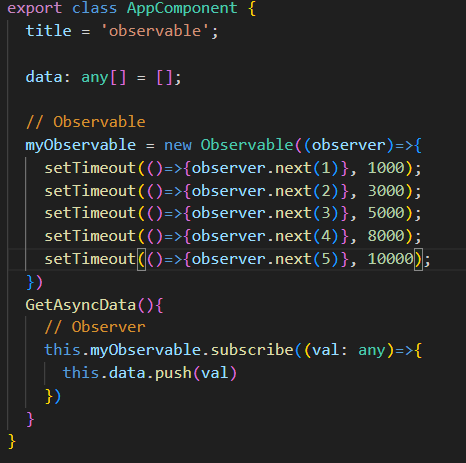 export class AppComponent {
title = 'observable';
data: any[] = [];
// Observable
myObservable = new Observable((observer)=>{
setTimeout(()=>{observer.next(1)}, 1000);
setTimeout(()=>{observer.next(2)}, 3000);
setTimeout(()=>{observer.next(3)}, 5000);
setTimeout(()=>{observer.next(4)}, 8000);
setTimeout(()=>{observer.next(5)}, 10000);
})
GetAsyncData(){
// Observer
this.myObservable.subscribe((val: any)=>{
this.data.push(val)
})
}
}